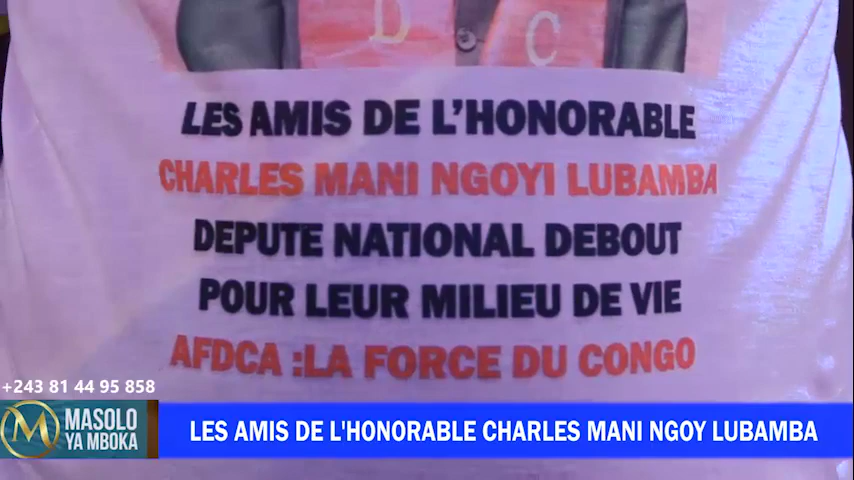 D C
LES AMIS DE L'HONORABLE
CHARLES MANI NGOYI LUBAMBA
DEPUTE NATIONAL DEBOUT
POUR LEUR MILIEU DE VIE
AFDCA :LA FORCE DU CONGO
+243 81 44 95 858
M
MASOLO
YA MBOKA
LES AMIS DE L'HONORABLE CHARLES MANI NGOY LUBAMBA